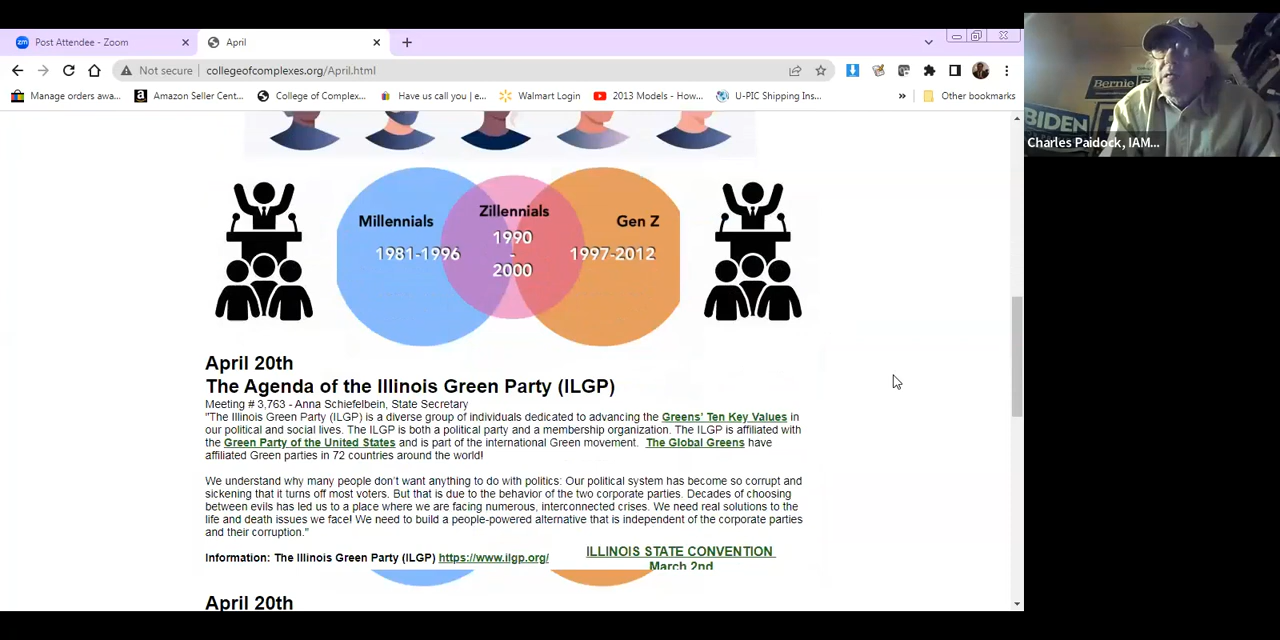 Post Attendee - Zoom
April
Not secure
collegeofcomplexes.org/April.html
Manage orders awa...
Amazon Seller Cent...
College of Complex...
Have to call you | e...
Walmart Login
2013 Models - How...
U-PIC Shipping Ins...
»
Other bookmarks
Bernie
BIDEN
Charles Paidock, IAM...
Millennials
1981-1996
Zillennials
1990
-
2000
Gen Z
1997-2012
April 20th
The Agenda of the Illinois Green Party (ILGP)
Meeting # 3,763 - Anna Schiefelbein, State Secretary
"The Illinois Green Party (ILGP) is a diverse group of individuals dedicated to advancing the Greens' Ten Key Values in
our political and social lives. The ILGP is both a political party and a membership organization. The ILGP is affiliated with
the Green Party of the United States and is part of the international Green movement. The Global Greens have
affiliated Green parties in 72 countries around the world!
We understand why many people don't want anything to do with politics: Our political system has become so corrupt and
sickening that it turns off most voters. But that is due to the behavior of the two corporate parties. Decades of choosing
between evils has led us to a place where we are facing numerous, interconnected crises. We need real solutions to the
life and death issues we face! We need to build a people-powered alternative that is independent of the corporate parties
and their corruption."
Information: The Illinois Green Party (ILGP) https://www.ilgp.org/
ILLINOIS STATE CONVENTION
March 2nd
April 20th